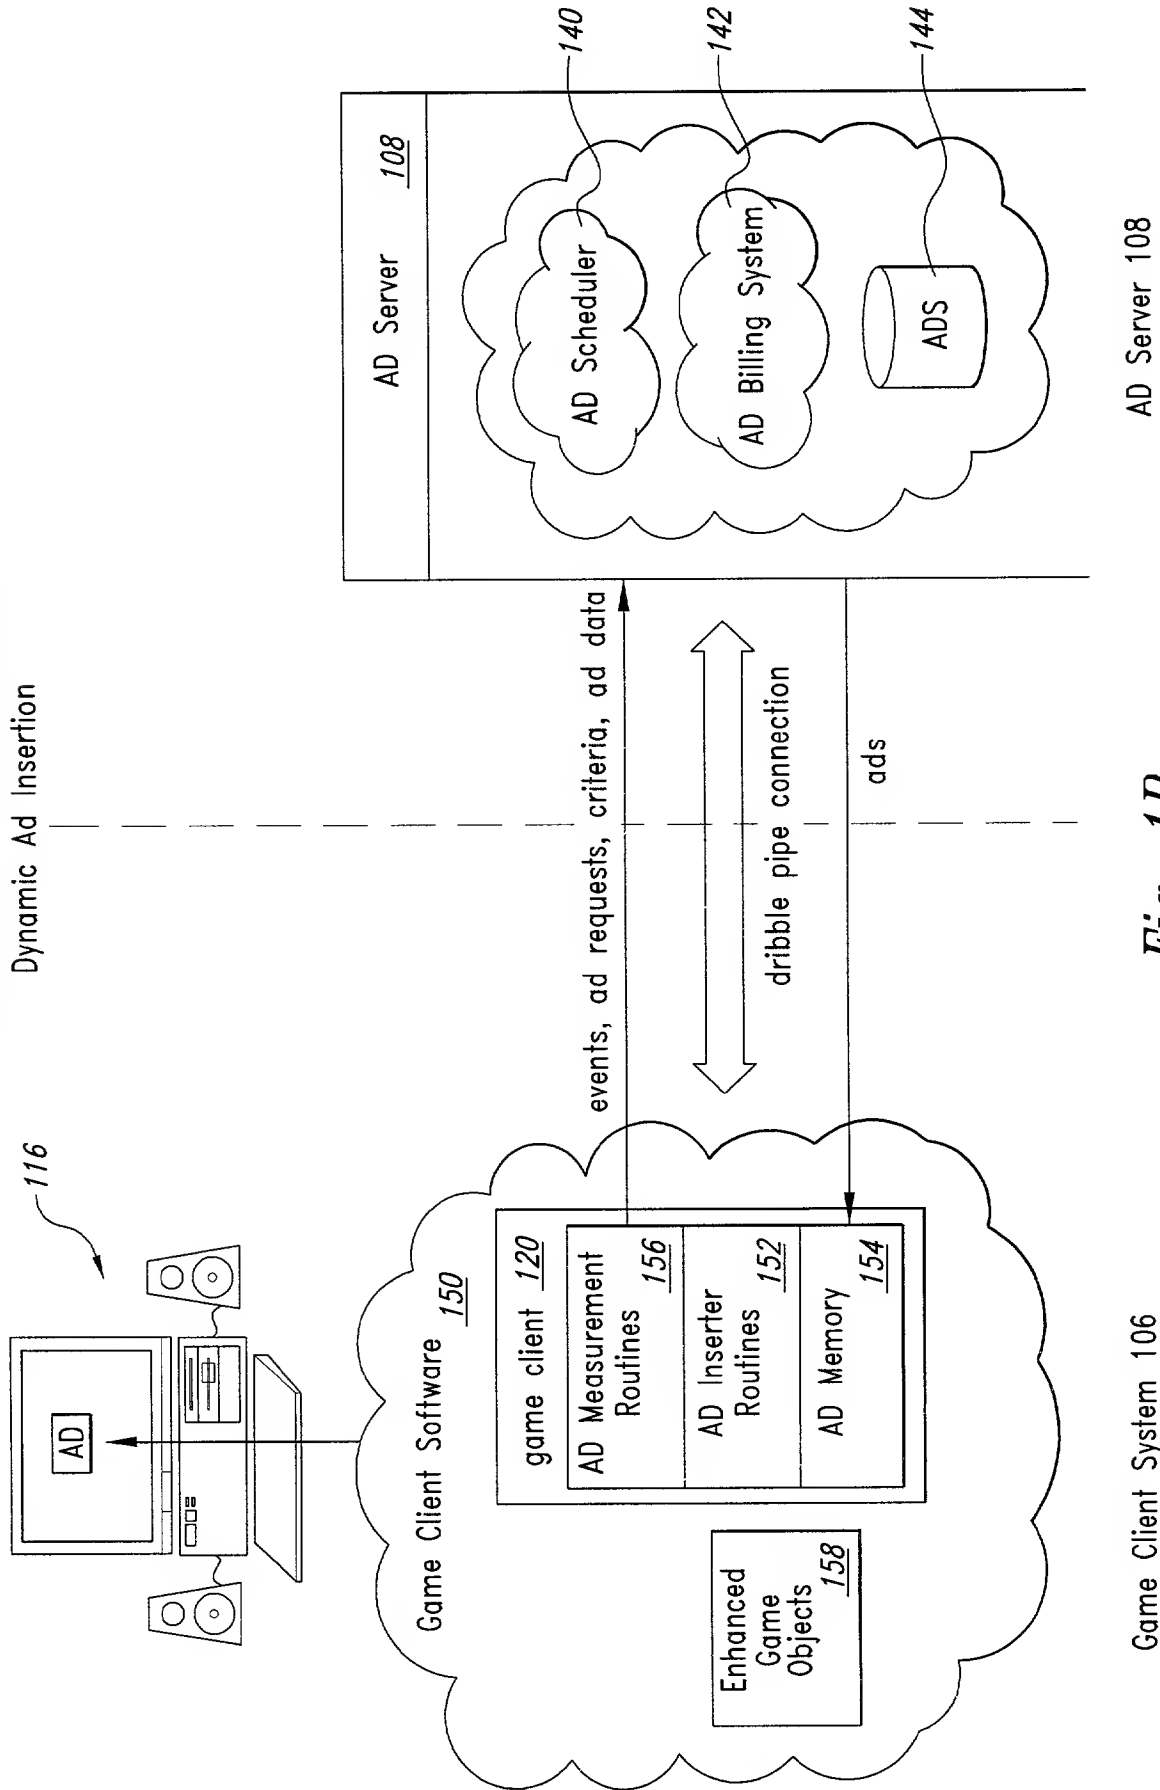 Dynamic Ad Insertion
116
AD
Game Client Software
150
game client 120
AD Measurement
Routines 156
AD Inserter
Routines 152
AD Memory
154
Enhanced
Game
Objects
158
events, ad requests, criteria, ad data
dribble pipe connection
ads
AD Server 108
AD Scheduler
140
AD Billing System
142
ADS
144
Game Client System 106
AD Server 108